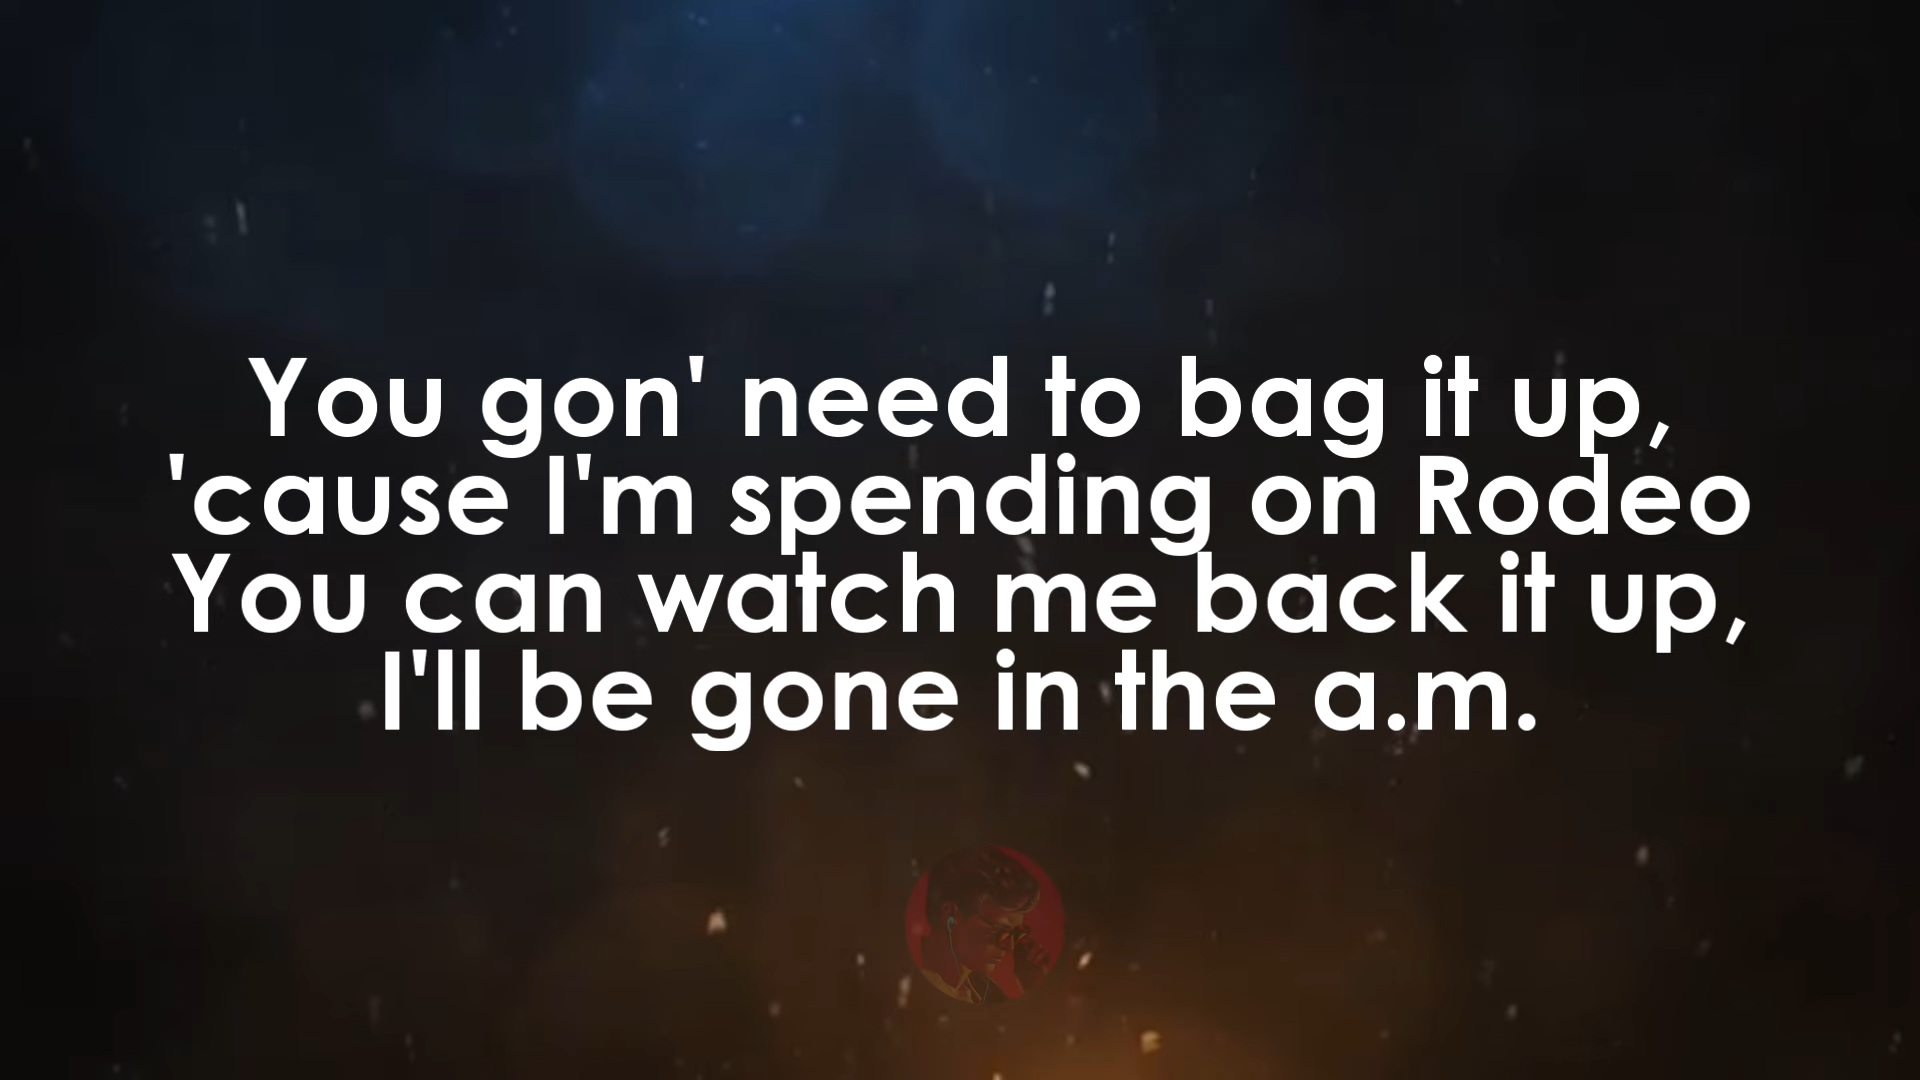 You gon' need to bag it up,
'cause I'm spending on Rodeo
You can watch me back it up,
I'll be gone in the a.m.